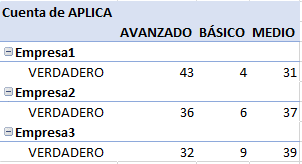 Cuenta de APLICA
AVANZADO BÁSICO MEDIO
Empresa1
VERDADERO 43 4 31
Empresa2
VERDADERO 36 6 37
Empresa3
VERDADERO 32 9 39